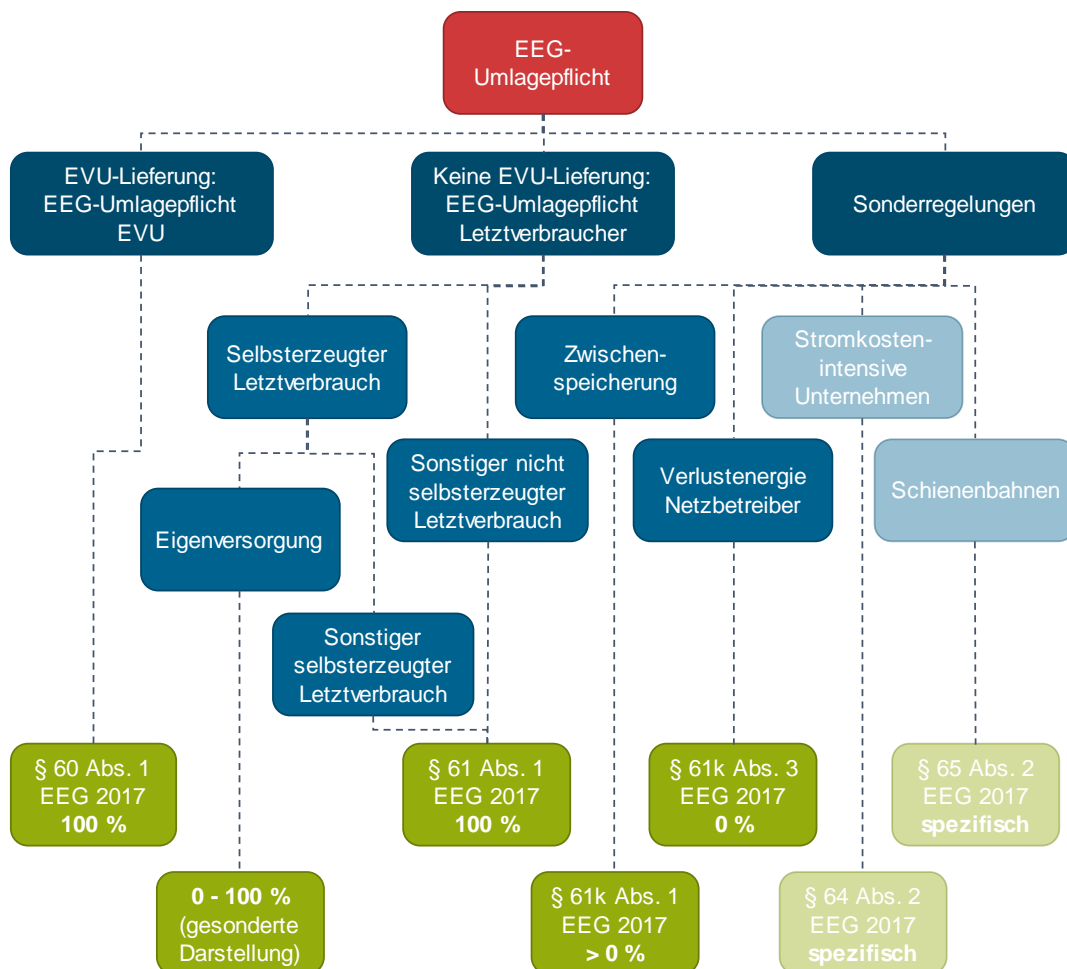 EEG-
Umlagepflicht
EVU-Lieferung:
EEG-Umlagepflicht
EVU
Keine EVU-Lieferung:
EEG-Umlagepflicht
Letztverbraucher
Sonderregelungen
Selbsterzeugter
Letztverbrauch
Zwischen-
speicherung
Stromkosten-
intensive
Unternehmen
Sonstiger nicht
selbsterzeugter
Letztverbrauch
Verlustenergie
Netzbetreiber
Schienenbahnen
Eigenversorgung
Sonstiger
selbsterzeugter
Letztverbrauch
§ 60 Abs. 1
EEG 2017
100 %
§ 61 Abs. 1
EEG 2017
100 %
§ 61k Abs. 3
EEG 2017
0 %
§ 65 Abs. 2
EEG 2017
spezifisch
0 - 100 %
(gesonderte
Darstellung)
§ 61k Abs. 1
EEG 2017
> 0 %
§ 64 Abs. 2
EEG 2017
spezifisch